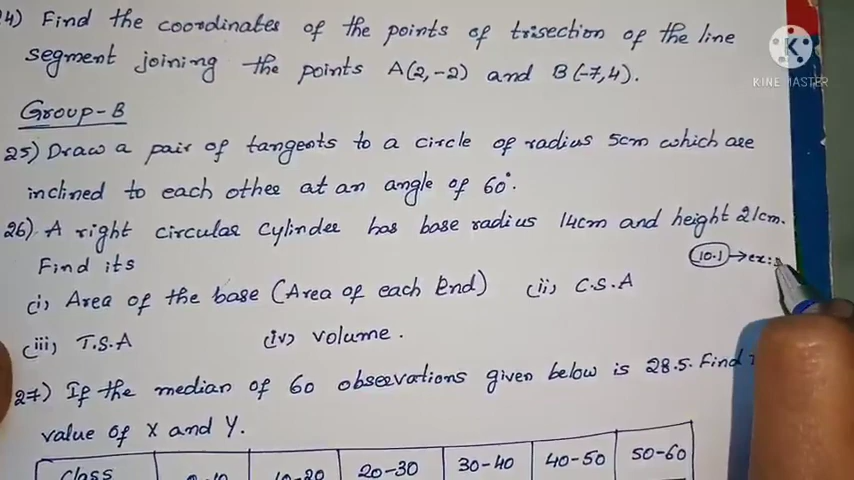 24) Find the coordinates of the points of trisection of the line
segment joining the points A(2,-2) and B(-7,4).
Group-B
25) Draw a pair of tangents to a circle of radius 5cm which are
inclined to each other at an angle of 60°.
26) A right circular cylinder has base radius 14cm and height 21cm.
Find its
10.1 → ex:
(i) Area of the base (Area of each End) (ii) C.S.A
(iii) T.S.A (iv) volume.
27) If the median of 60 observations given below is 28.5. Find
value of X and Y.
Class 0-10 10-20 20-30 30-40 40-50 50-60
K
KINE MASTER